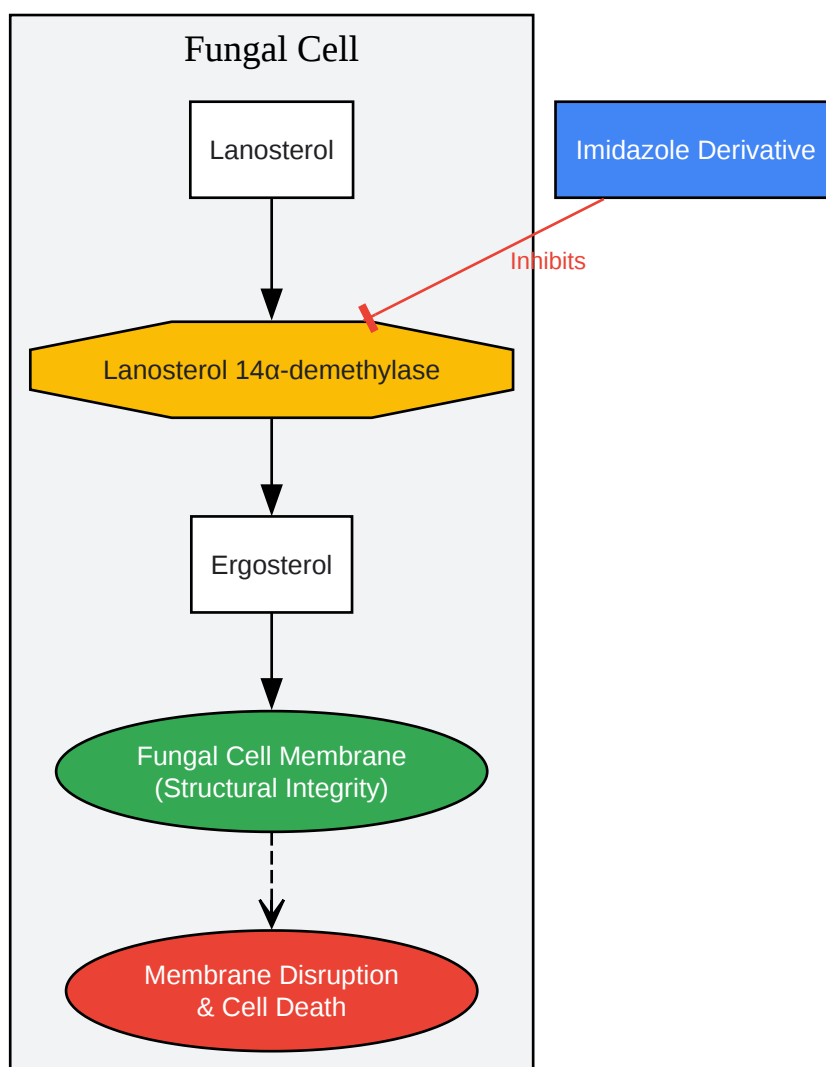 Fungal Cell
Lanosterol
Imidazole Derivative
Inhibits
Lanosterol 14α-demethylase
Ergosterol
Fungal Cell Membrane
(Structural Integrity)
Membrane Disruption
& Cell Death